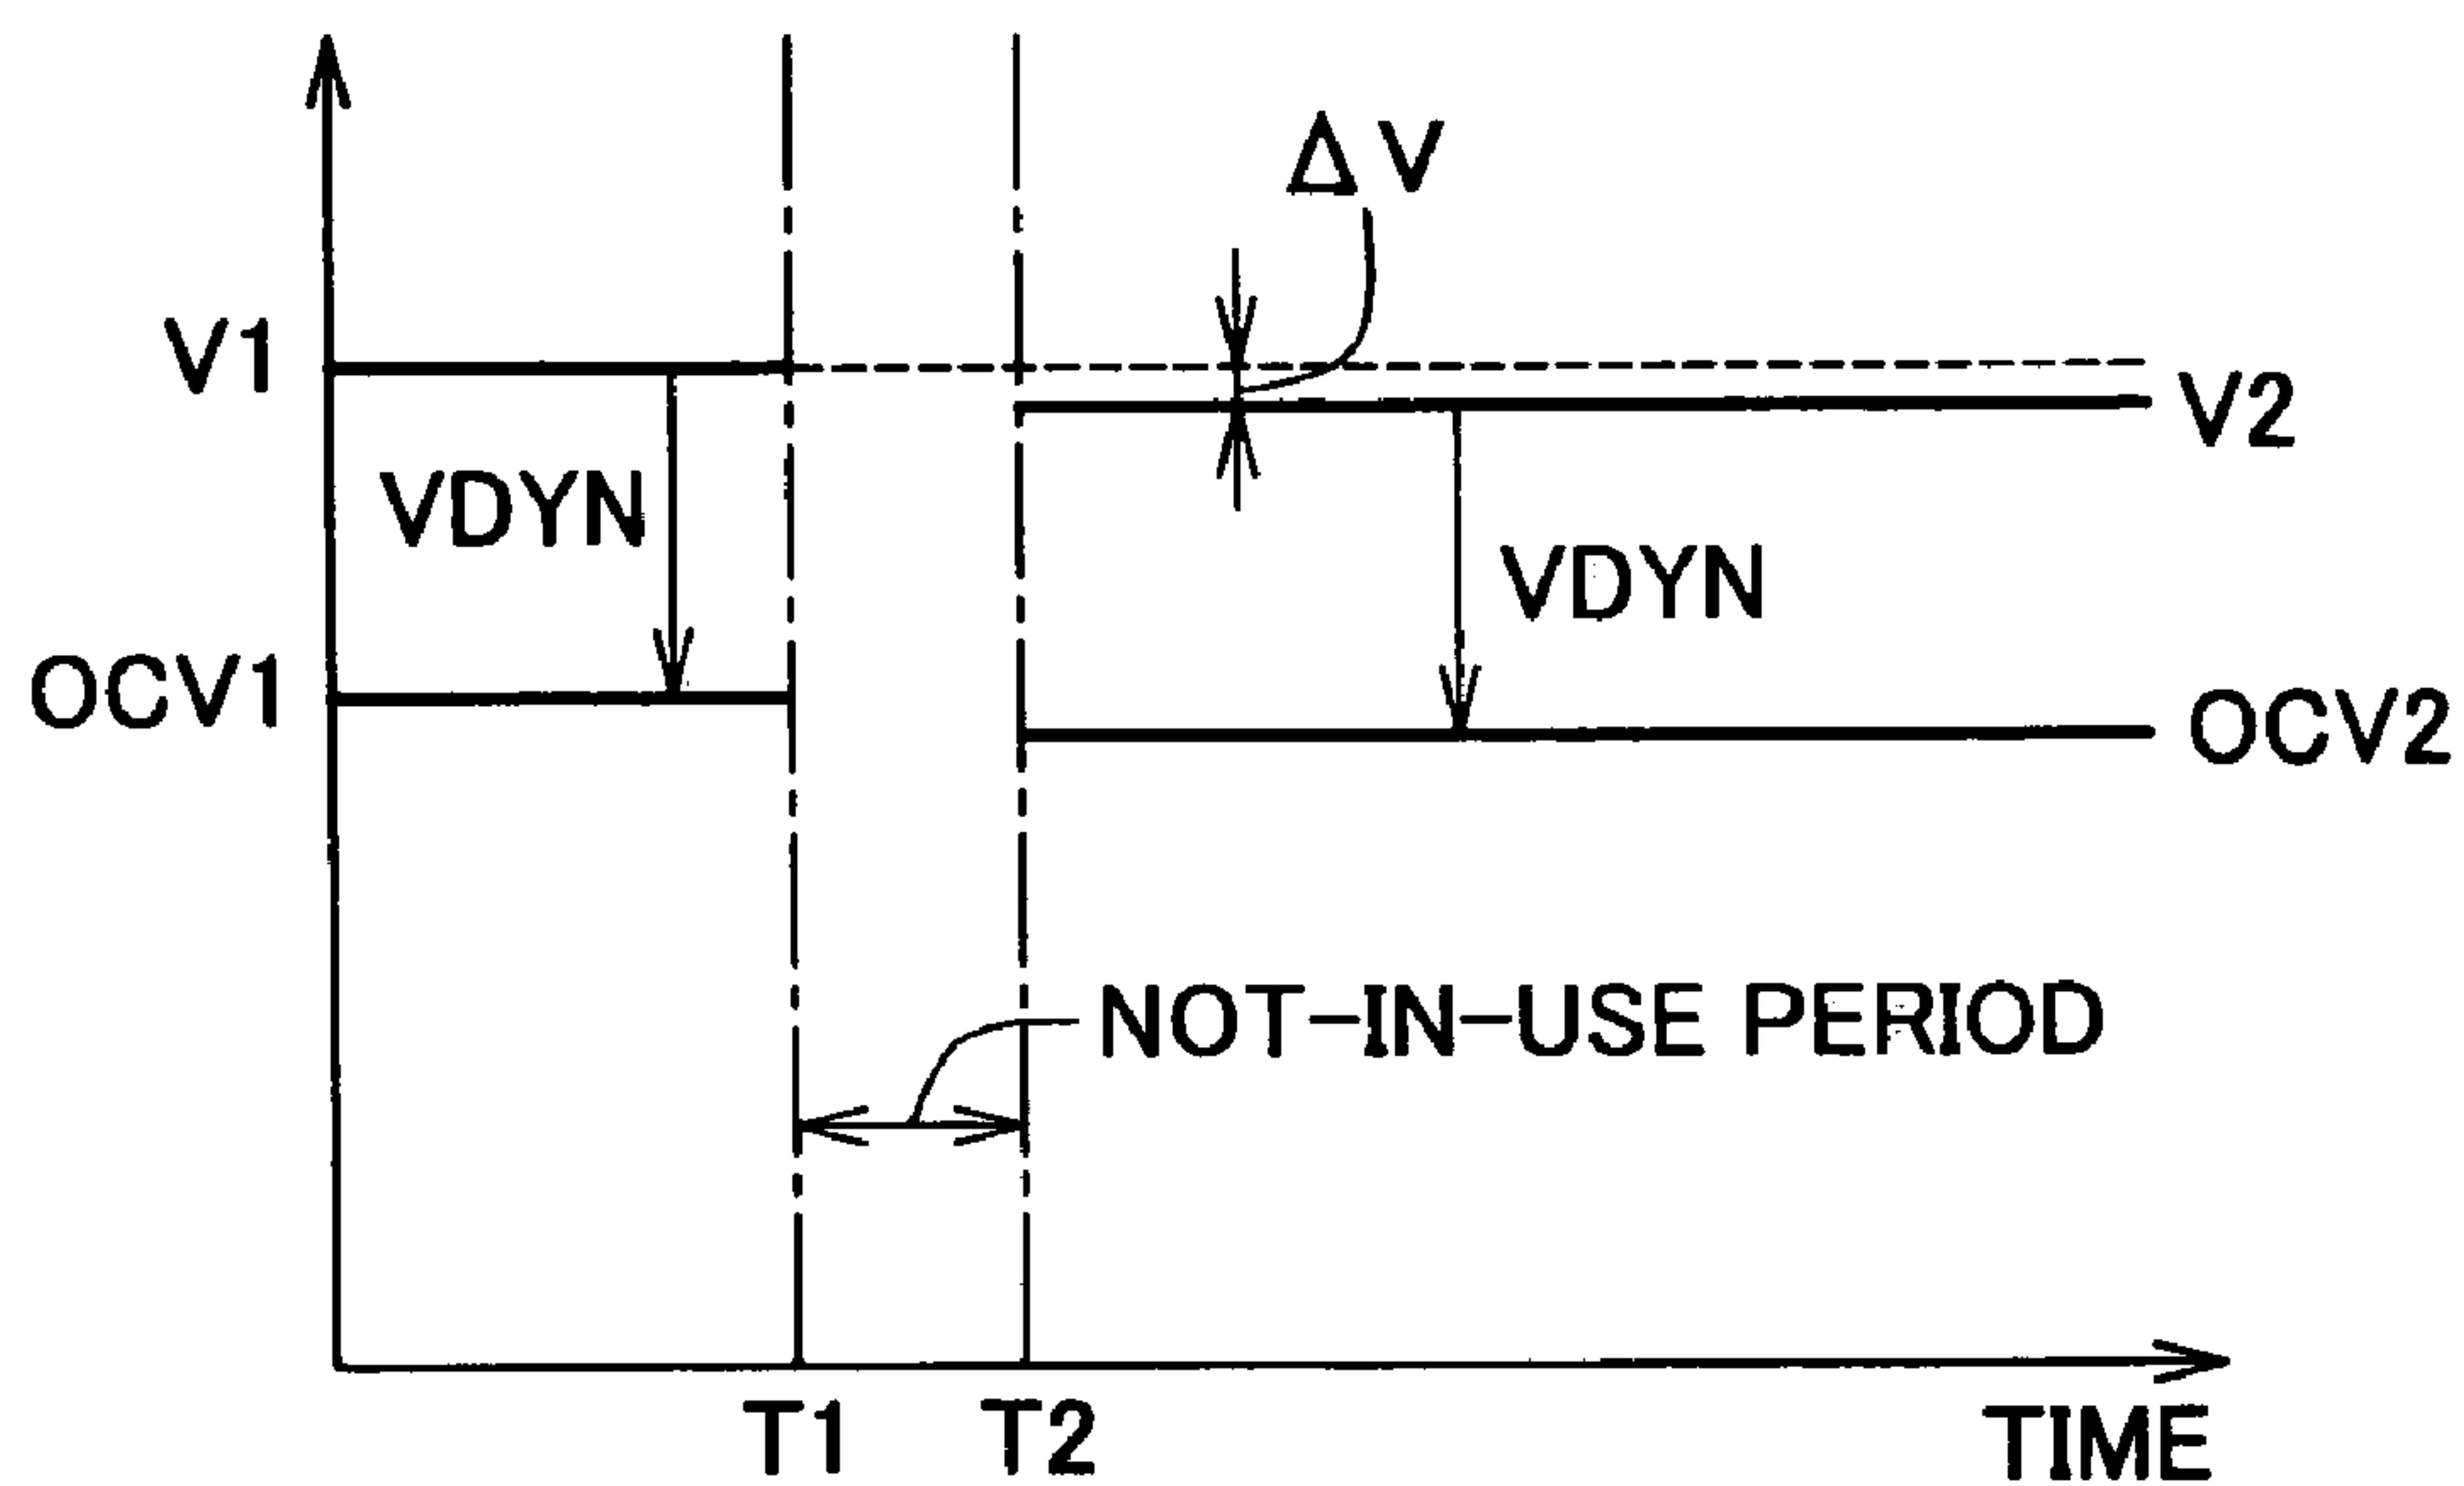 ΔV
V1
V2
VDYN
VDYN
OCV1
OCV2
NOT-IN-USE PERIOD
T1
T2
TIME